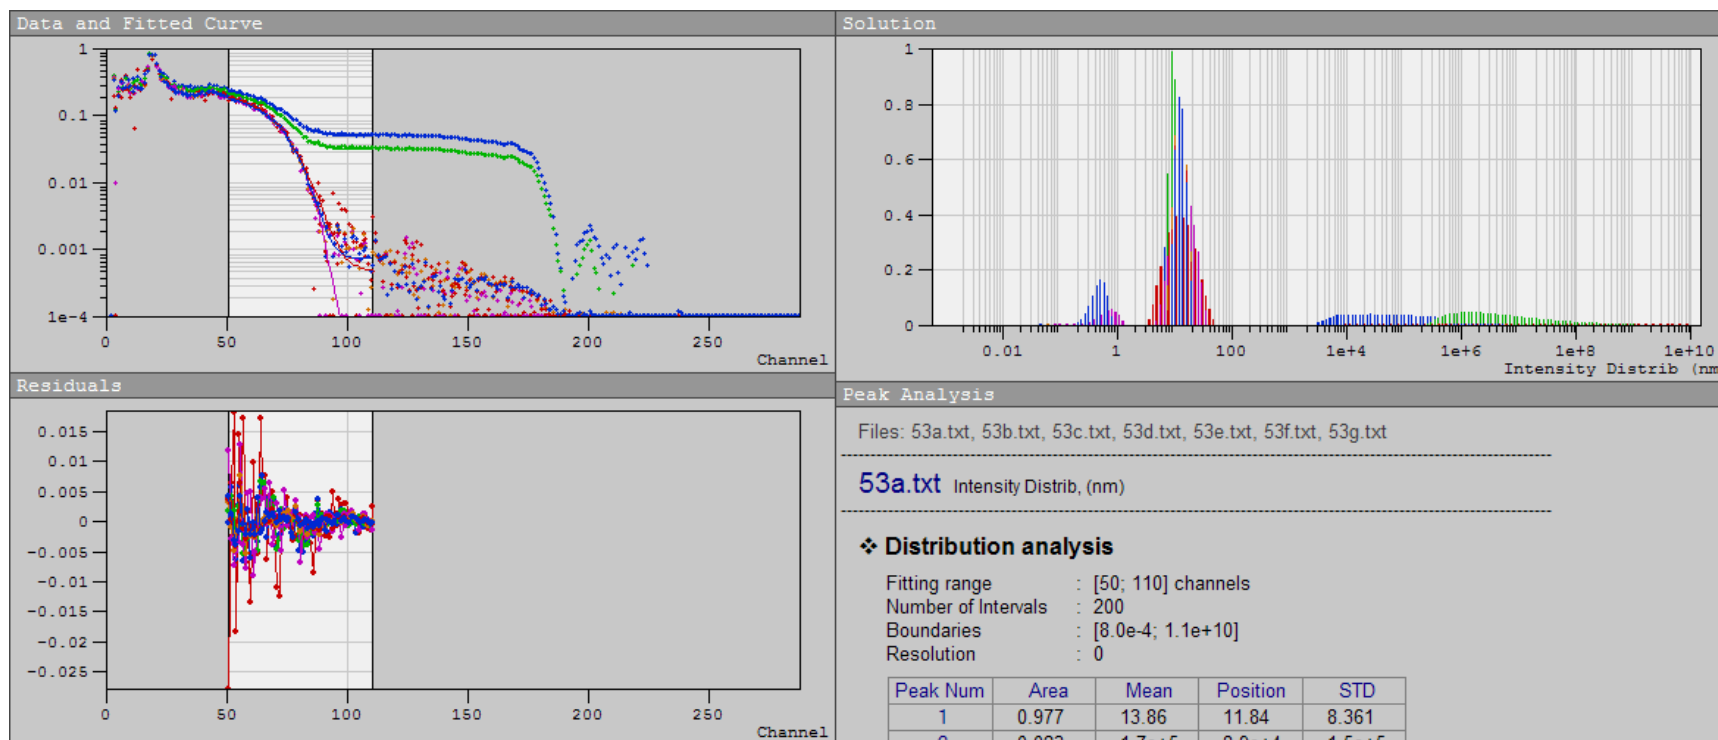 Data and Fitted Curve
1
0.1
0.01
0.001
1e-4
0 50 100 150 200 250
Channel
Residuals
0.015
0.01
0.005
0
-0.005
-0.01
-0.015
-0.02
-0.025
0 50 100 150 200 250
Channel
Solution
1
0.8
0.6
0.4
0.2
0
0.01 1 100 1e+4 1e+6 1e+8 1e+10
Intensity Distrib (nm
Peak Analysis
Files: 53a.txt, 53b.txt, 53c.txt, 53d.txt, 53e.txt, 53f.txt, 53g.txt
53a.txt Intensity Distrib, (nm)
❖ Distribution analysis
Fitting range : [50; 110] channels
Number of Intervals : 200
Boundaries : [8.0e-4; 1.1e+10]
Resolution : 0
Peak Num Area Mean Position STD
1 0.977 13.86 11.84 8.361